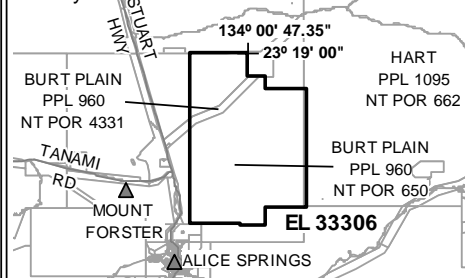 STUART
HWY
134º 00' 47.35"
23º 19' 00"
HART
PPL 1095
NT POR 662
BURT PLAIN
PPL 960
NT POR 4331
TANAMI
RD
BURT PLAIN
PPL 960
NT POR 650
MOUNT
FORSTER
EL 33306
ALICE SPRINGS